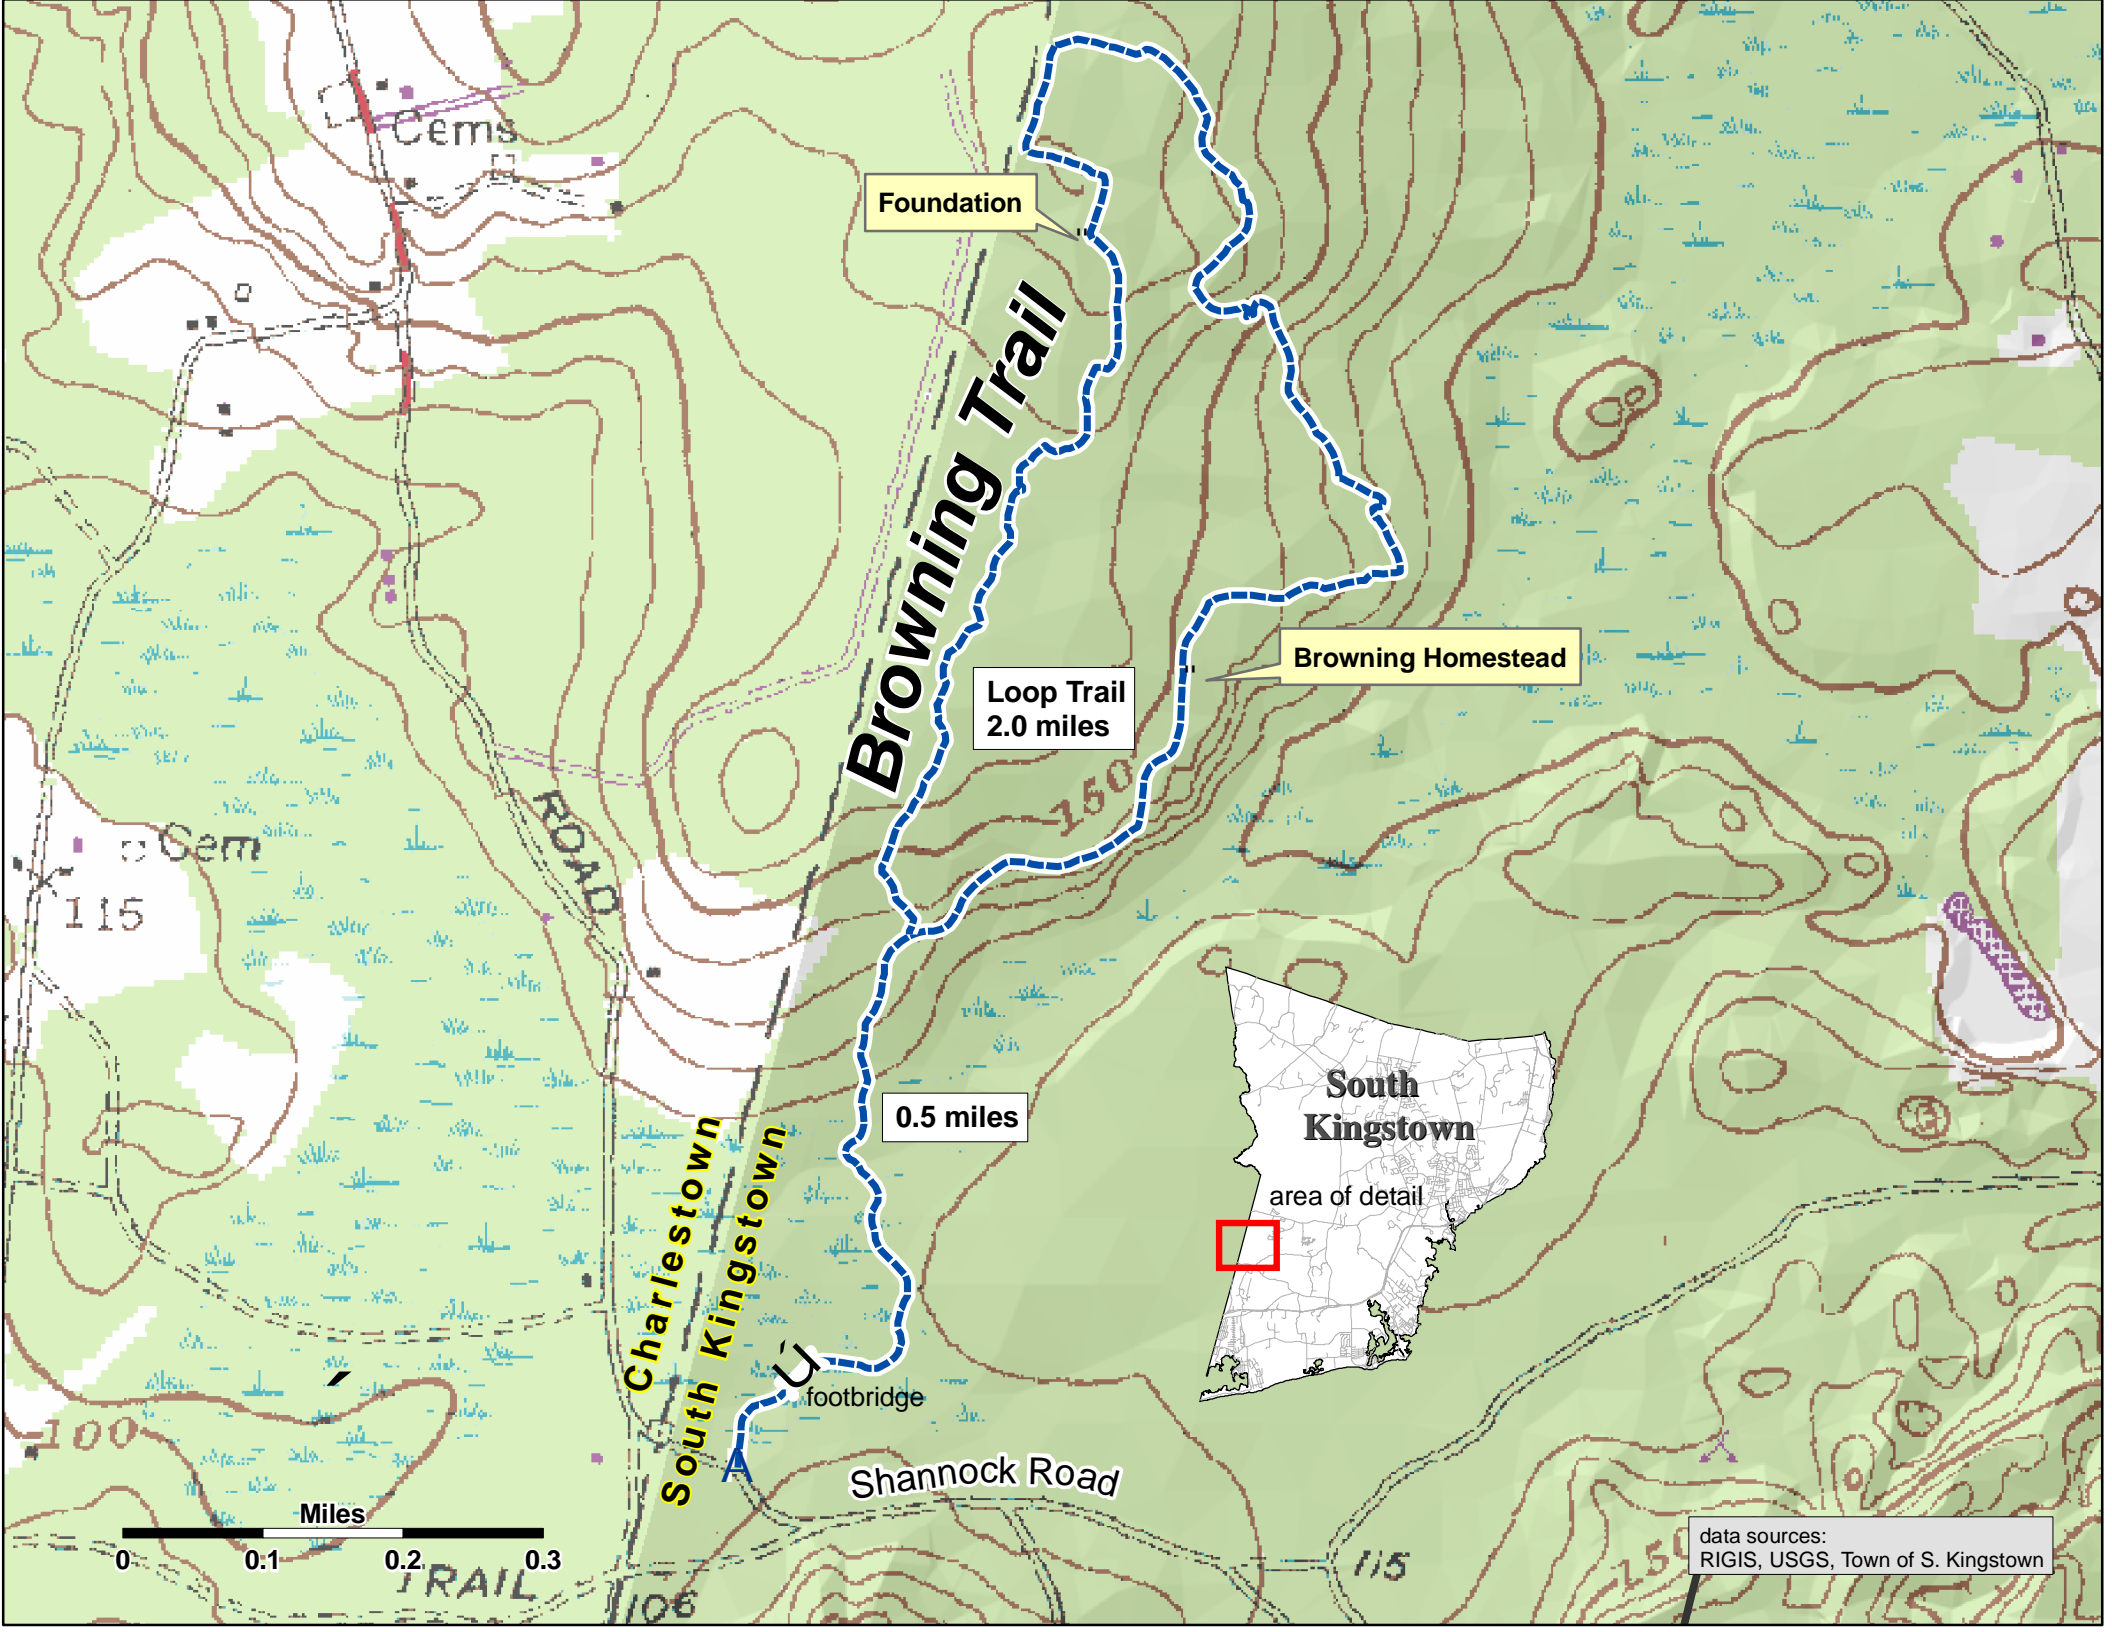 Cems
Foundation
Browning Trail
Browning Homestead
Loop Trail
2.0 miles
150
ROAD
Cem
115
0.5 miles
South
Kingstown
area of detail
Charlestown
South Kingstown
footbridge
A
100
Shannock Road
Miles
0 0.1 0.2 0.3
TRAIL
106
115
150
data sources:
RIGIS, USGS, Town of S. Kingstown